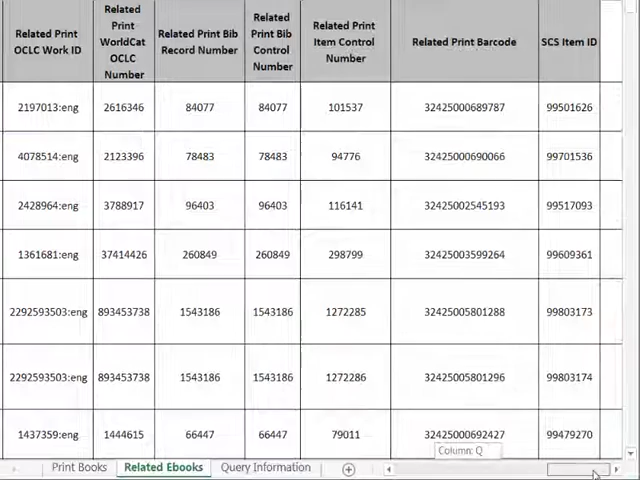 Related Print OCLC Work ID | Related Print WorldCat OCLC Number | Related Print Bib Record Number | Related Print Bib Control Number | Related Print Item Control Number | Related Print Barcode | SCS Item ID
2197013:eng | 2616346 | 84077 | 84077 | 101537 | 32425000689787 | 99501626
4078514:eng | 2123396 | 78483 | 78483 | 94776 | 32425000690066 | 99701536
2428964:eng | 3788917 | 96403 | 96403 | 116141 | 32425002545193 | 99517093
1361681:eng | 37414426 | 260849 | 260849 | 298799 | 32425003599264 | 99609361
2292593503:eng | 893453738 | 1543186 | 1543186 | 1272285 | 32425005801288 | 99803173
2292593503:eng | 893453738 | 1543186 | 1543186 | 1272286 | 32425005801296 | 99803174
1437359:eng | 1444615 | 66447 | 66447 | 79011 | 32425000692427 | 99479270
Column: Q
Print Books | Related Ebooks | Query Information